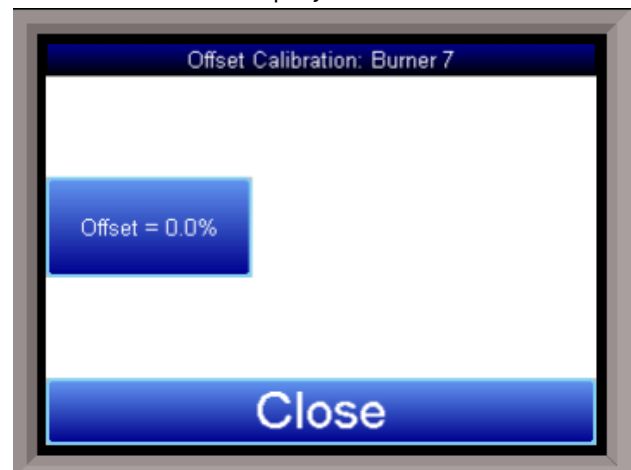 Offset Calibration: Burner 7
Offset = 0.0%
Close